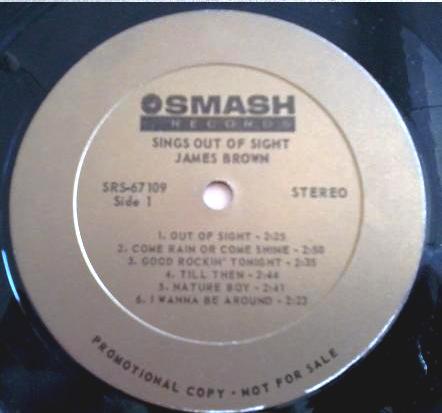 SMASH
RECORDS
SINGS OUT OF SIGHT
JAMES BROWN
SRS-67109
Side 1
STEREO
1. OUT OF SIGHT - 2:25
2. COME RAIN OR COME SHINE - 2:50
3. GOOD ROCKIN' TONIGHT - 2:35
4. TILL THEN - 2:44
5. NATURE BOY - 2:41
6. I WANNA BE AROUND - 2:23
PROMOTIONAL COPY • NOT FOR SALE